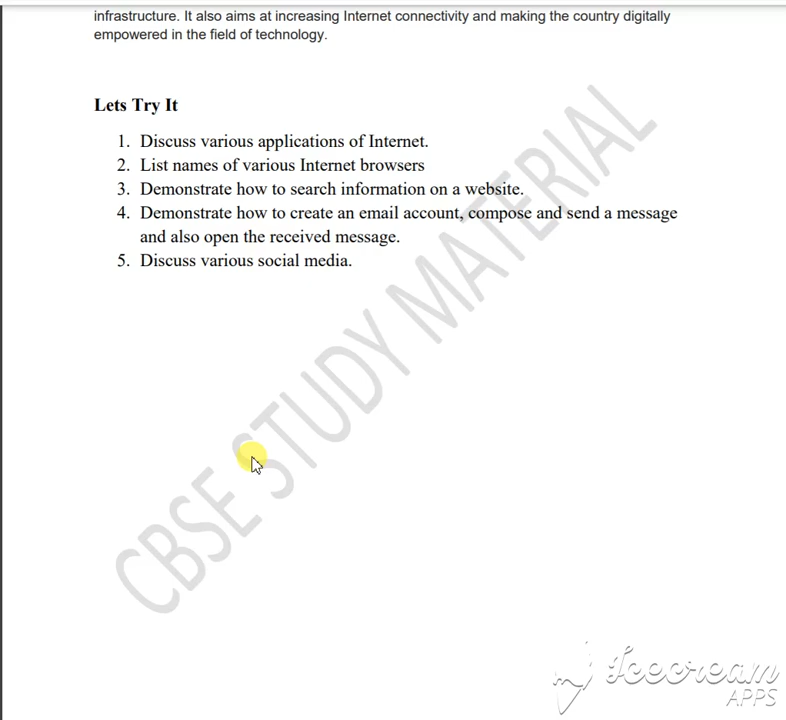 infrastructure. It also aims at increasing Internet connectivity and making the country digitally
empowered in the field of technology.
Lets Try It
1. Discuss various applications of Internet.
2. List names of various Internet browsers
3. Demonstrate how to search information on a website.
4. Demonstrate how to create an email account, compose and send a message
and also open the received message.
5. Discuss various social media.
CBSE STUDY MATERIAL
Icecream
APPS